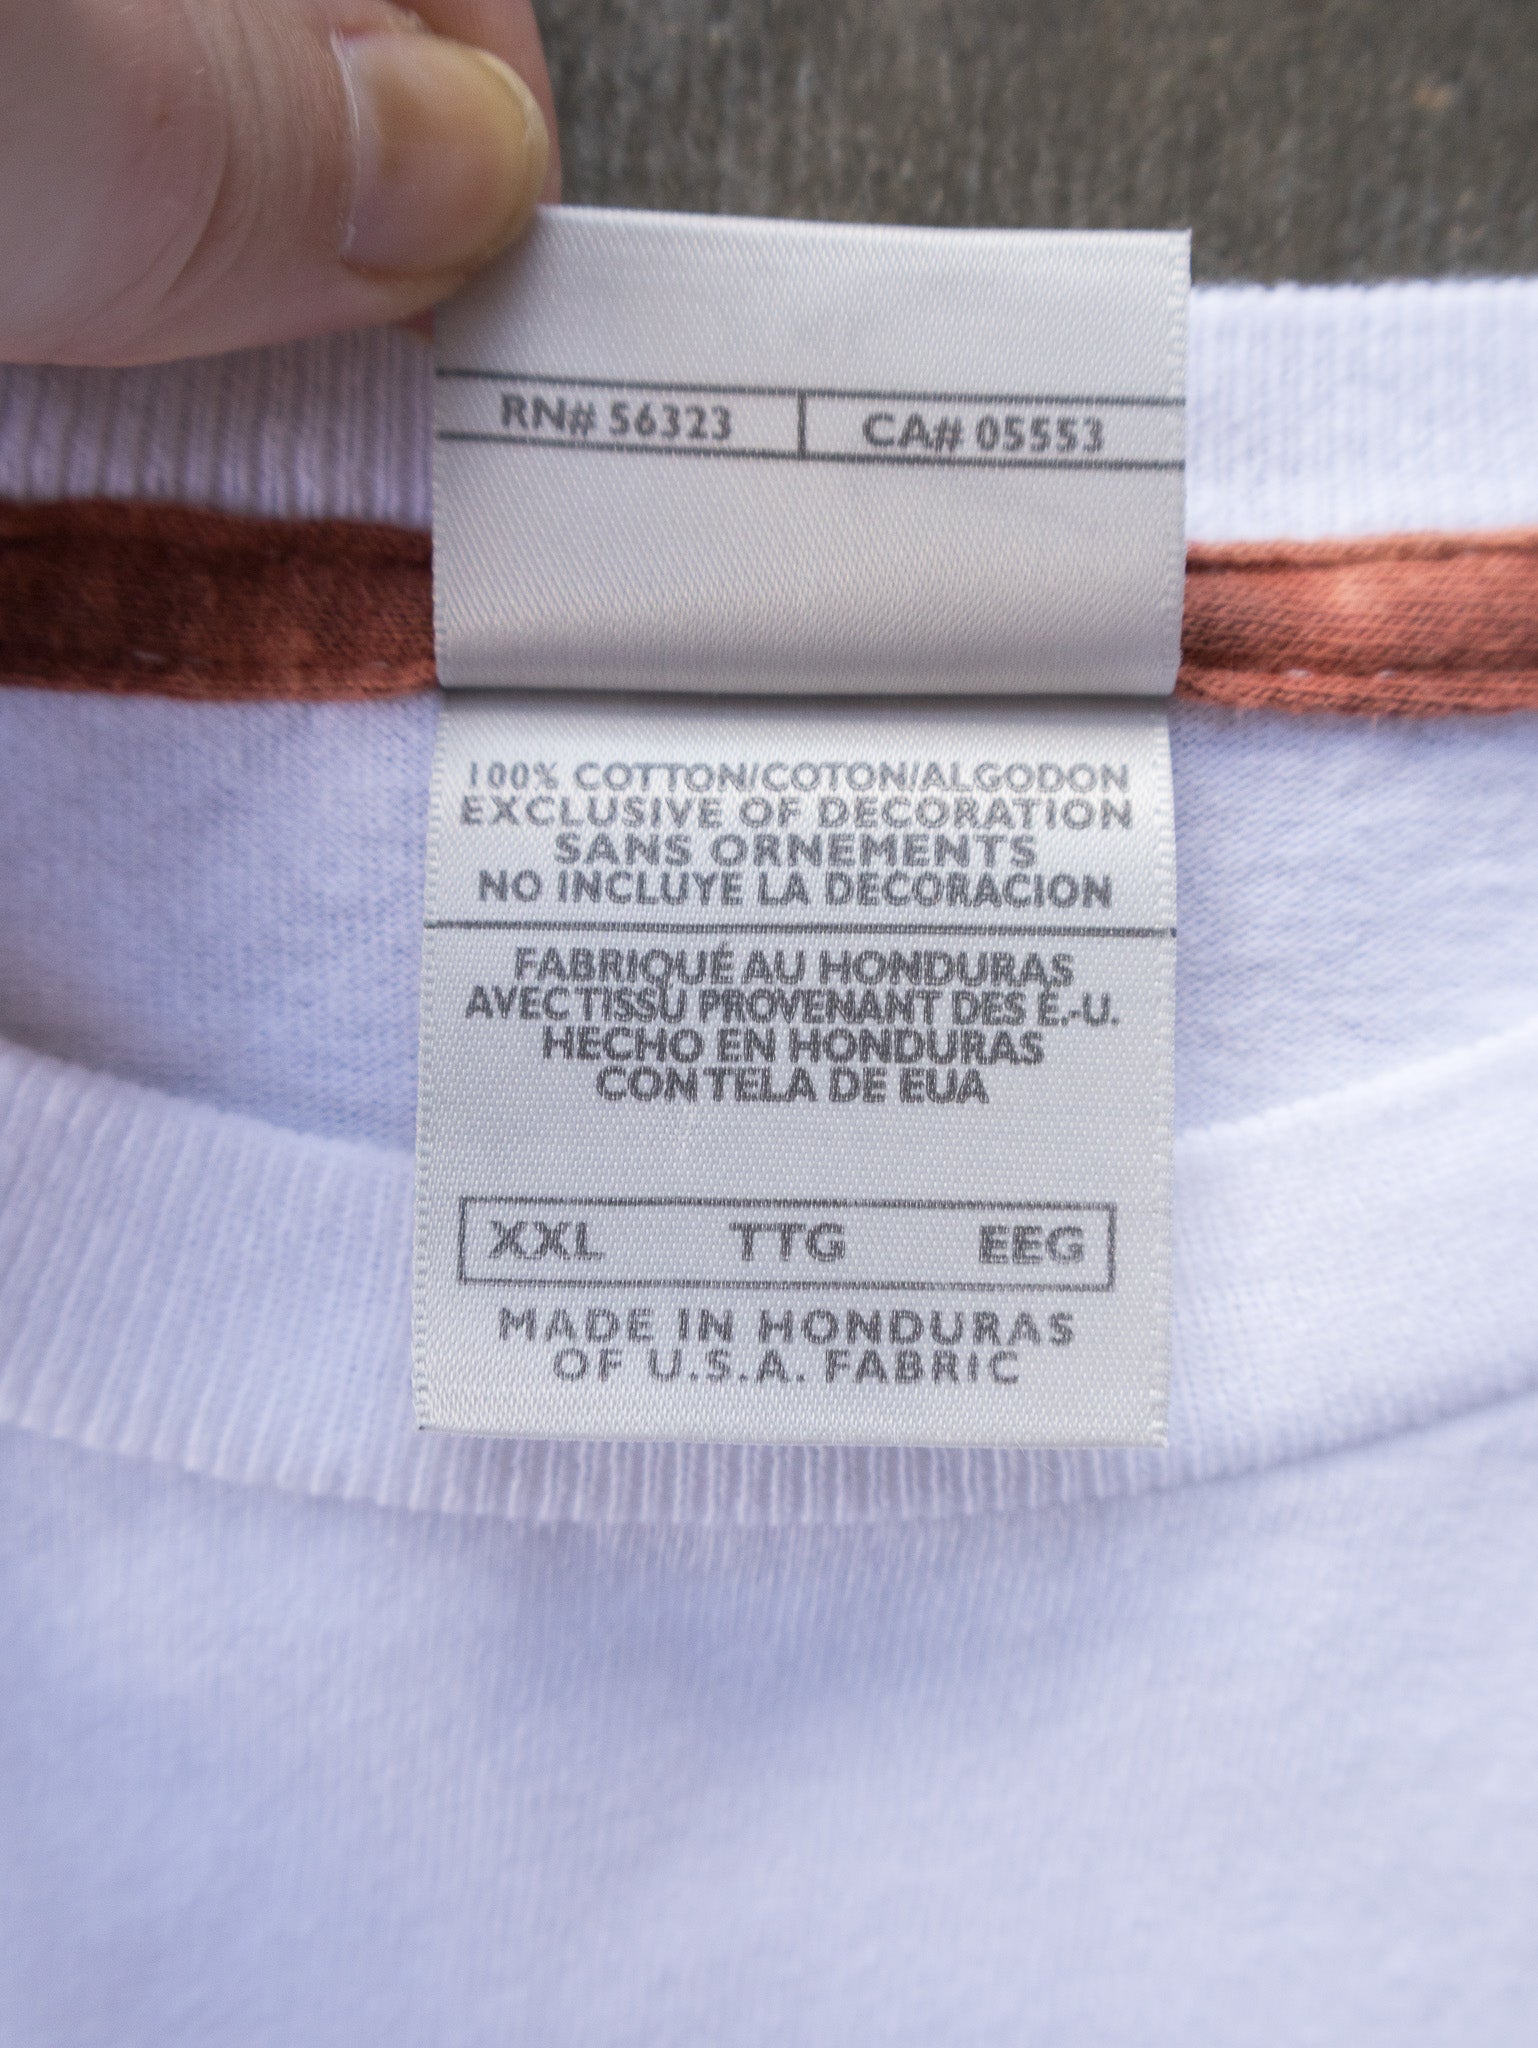 RN# 56323 CA# 05553
100% COTTON/COTON/ALGODON
EXCLUSIVE OF DECORATION
SANS ORNEMENTS
NO INCLUYE LA DECORACION
FABRIQUÉ AU HONDURAS
AVEC TISSU PROVENANT DES É.-U.
HECHO EN HONDURAS
CON TELA DE EUA
XXL TTG EEG
MADE IN HONDURAS
OF U.S.A. FABRIC